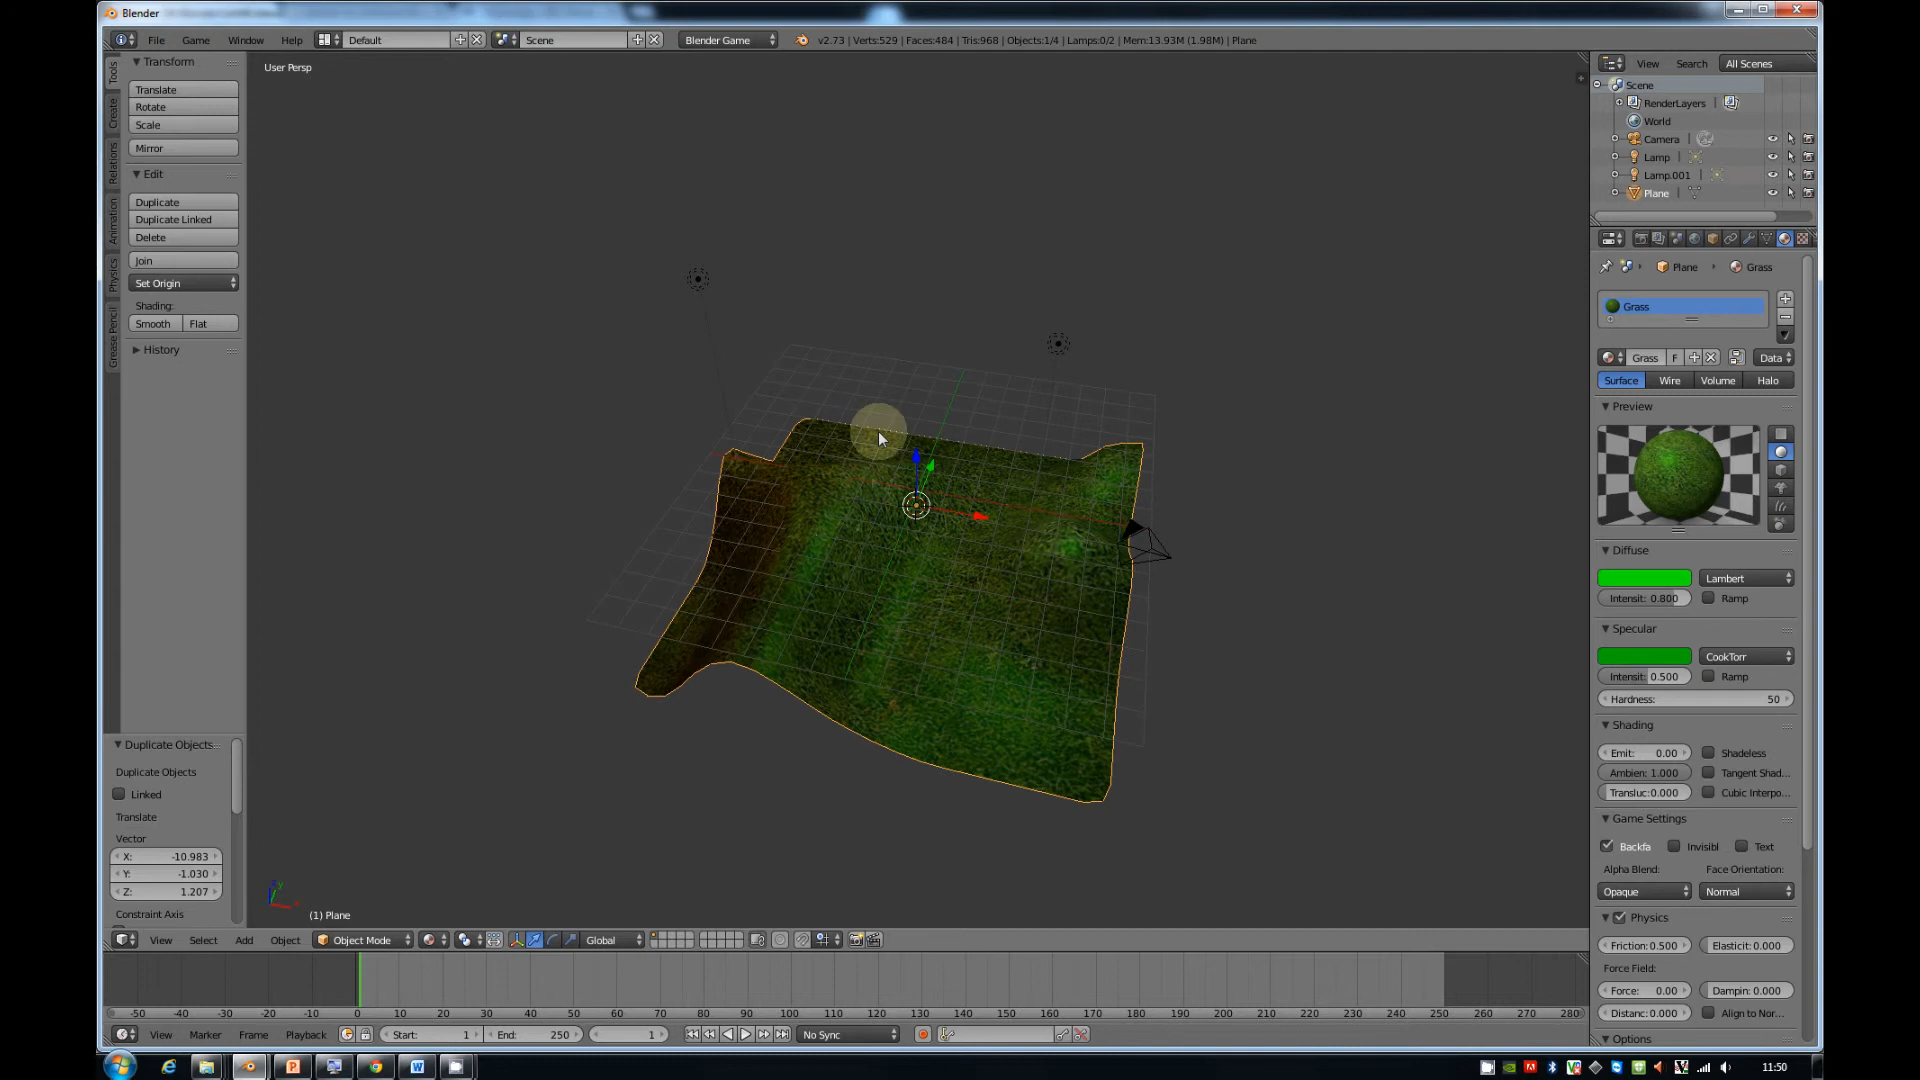 Blender
File Game Window Help Default Scene Blender Game v2.73 | Verts:529 | Faces:484 | Tris:968 | Objects:1/4 | Lamps:0/2 | Mem:13.93M (1.98M) | Plane
Tools
Create
Relations
Animation
Physics
Grease Pencil
Transform
Translate
Rotate
Scale
Mirror
Edit
Duplicate
Duplicate Linked
Delete
Join
Set Origin
Shading:
Smooth Flat
History
Duplicate Objects
Duplicate Objects
Linked
Translate
Vector
X: -10.983
Y: -1.030
Z: 1.207
Constraint Axis
User Persp
(1) Plane
View Select Add Object Object Mode Global
-50 -40 -30 -20 -10 0 10 20 30 40 50 60 70 80 90 100 110 120 130 140 150 160 170 180 190 200 210 220 230 240 250 260 270 280
View Marker Frame Playback Start: 1 End: 250 1 No Sync
View Search All Scenes
Scene
RenderLayers |
World
Camera |
Lamp |
Lamp.001 |
Plane |
Plane Grass
Grass
Grass F Data
Surface Wire Volume Halo
Preview
Diffuse
Lambert
Intensit: 0.800 Ramp
Specular
CookTorr
Intensit: 0.500 Ramp
Hardness: 50
Shading
Emit: 0.00 Shadeless
Ambien: 1.000 Tangent Shad...
Transluc:0.000 Cubic Interpo...
Game Settings
Backfa Invisibl Text
Alpha Blend: Face Orientation:
Opaque Normal
Physics
Friction: 0.500 Elasticit: 0.000
Force Field:
Force: 0.00 Dampin: 0.000
Distanc: 0.000 Align to Nor...
Options
11:50